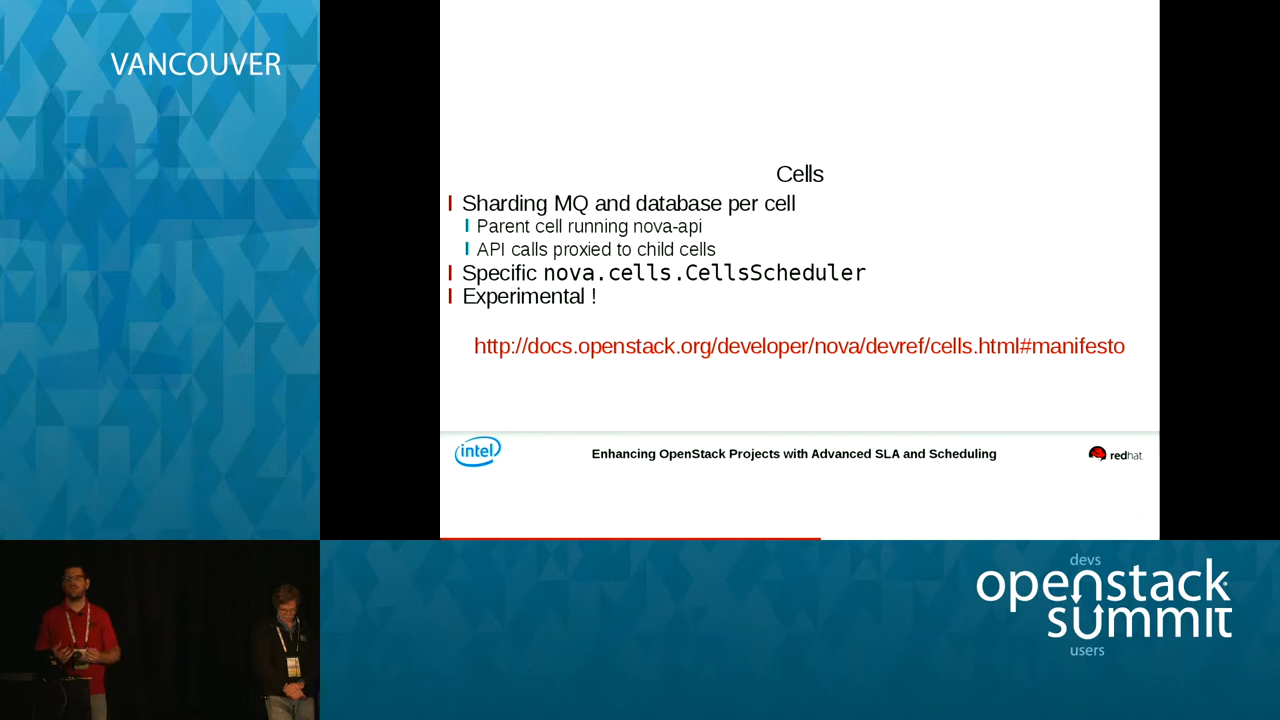 VANCOUVER
Cells
Sharding MQ and database per cell
Parent cell running nova-api
API calls proxied to child cells
Specific nova.cells.CellsScheduler
Experimental !
http://docs.openstack.org/developer/nova/devref/cells.html#manifesto
intel
Enhancing OpenStack Projects with Advanced SLA and Scheduling
redhat
devs
openstack
summit
users